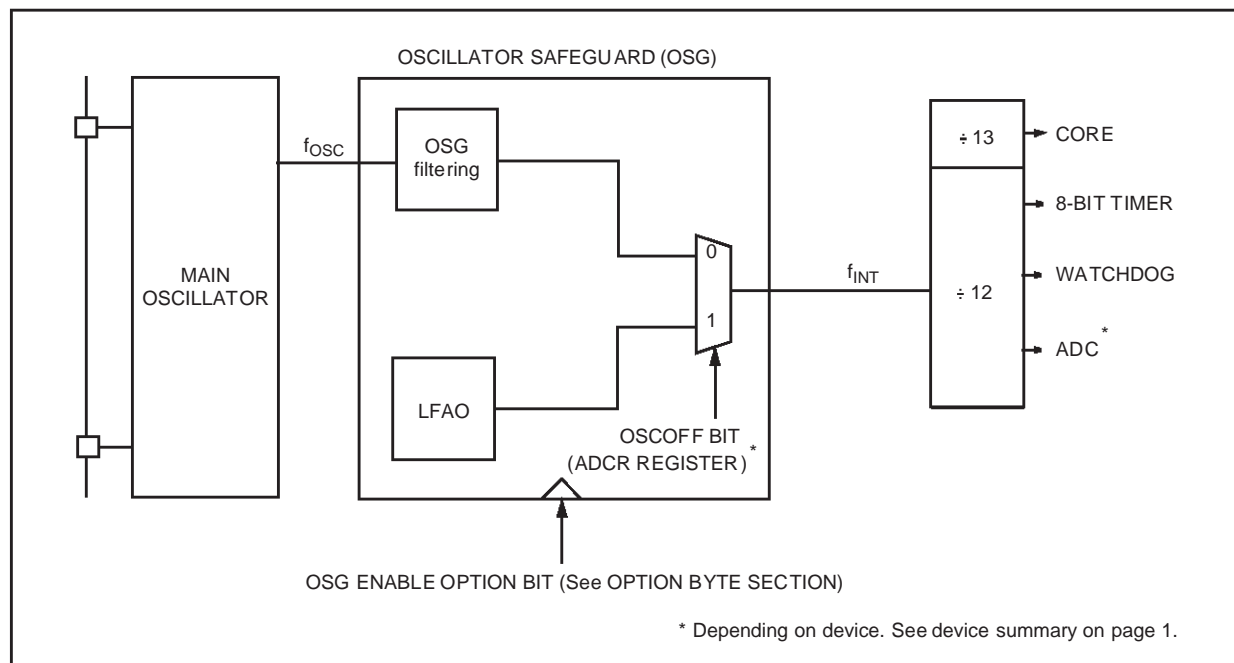 OSCILLATOR SAFEGUARD (OSG)
MAIN
OSCILLATOR
fOSC
OSG
filtering
LFAO
0
1
OSCOFF BIT
(ADCR REGISTER)*
fINT
÷ 13
÷ 12
CORE
8-BIT TIMER
WATCHDOG
ADC*
OSG ENABLE OPTION BIT (See OPTION BYTE SECTION)
* Depending on device. See device summary on page 1.